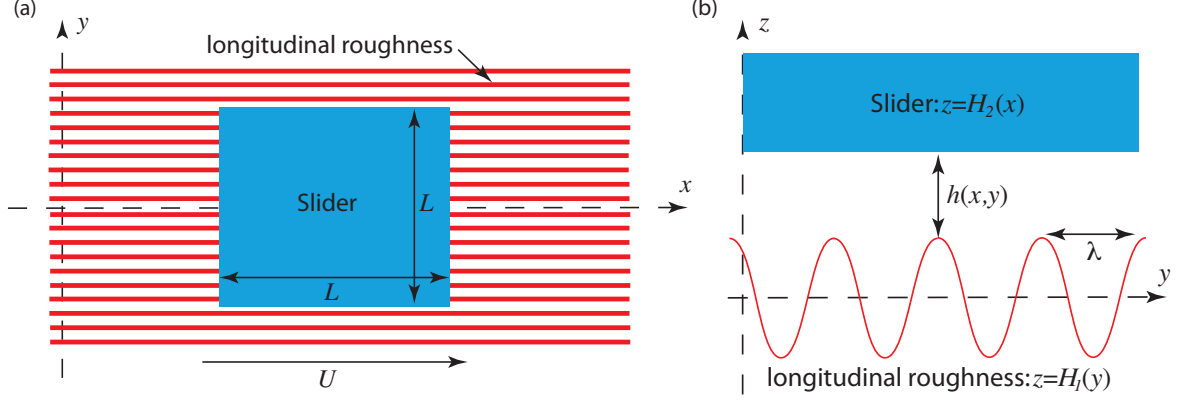 (a)
y
longitudinal roughness
Slider
L
L
x
U
(b)
z
Slider:z=H₂(x)
h(x,y)
λ
y
longitudinal roughness:z=H₁(y)